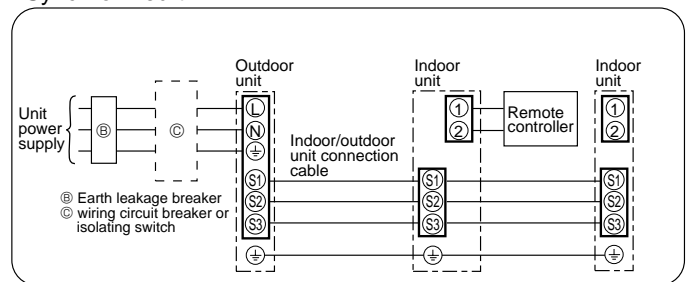 Outdoor
unit
Indoor
unit
Indoor
unit
Unit
power
supply
Ⓑ
Ⓒ
L
N
S1
S2
S3
1
2
Remote
controller
1
2
Indoor/outdoor
unit connection
cable
S1
S2
S3
S1
S2
S3
Ⓑ Earth leakage breaker
Ⓒ wiring circuit breaker or
isolating switch